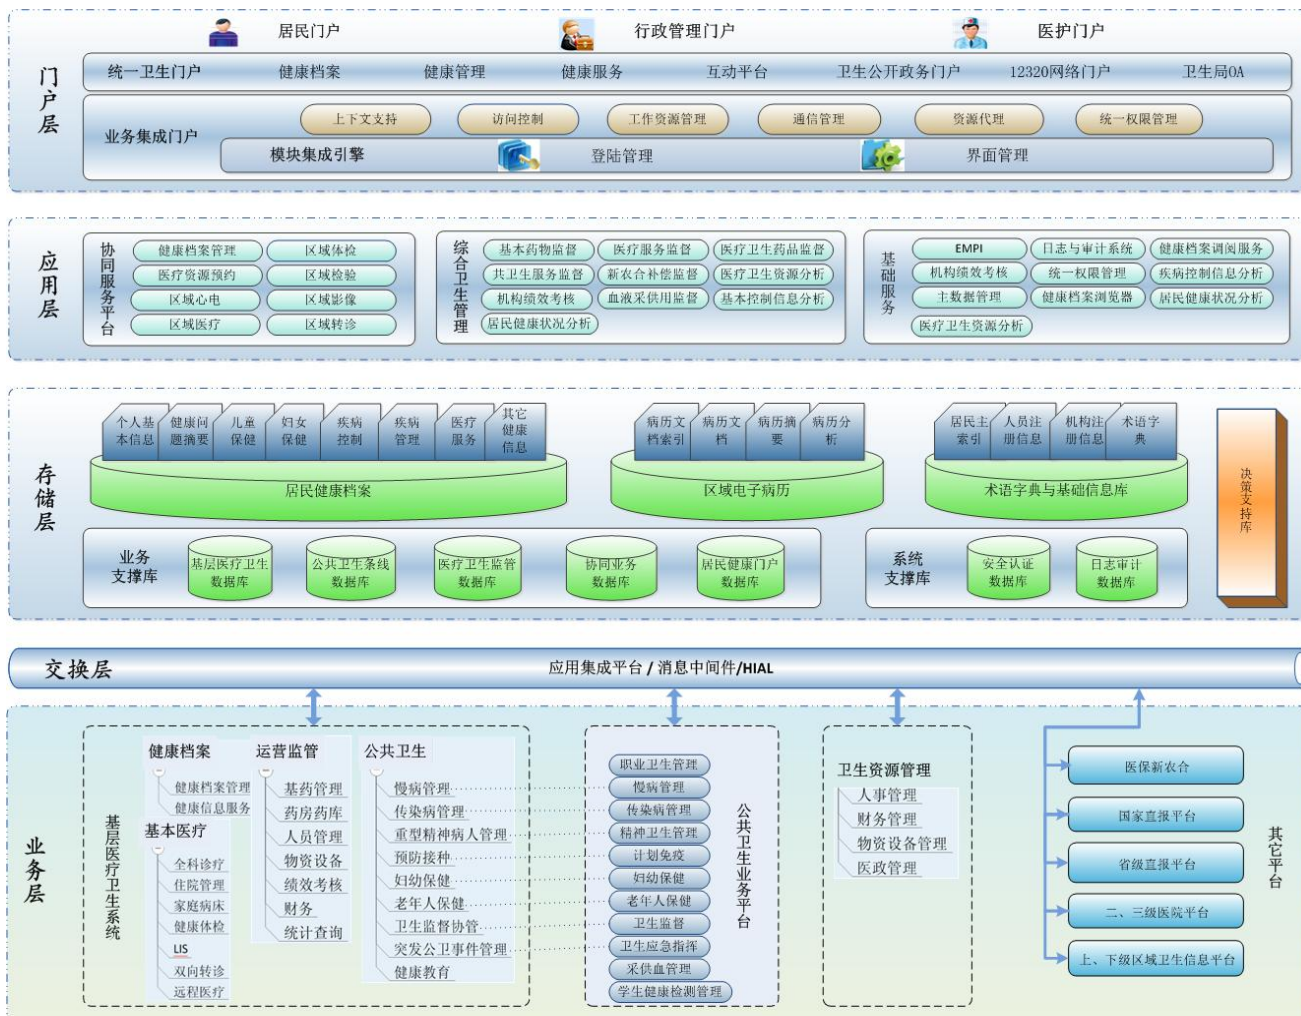 居民门户
行政管理门户
医护门户
门户层
统一卫生门户
健康档案
健康管理
健康服务
互动平台
卫生公开政务门户
12320网络门户
卫生局OA
业务集成门户
上下文支持
访问控制
工作资源管理
通信管理
资源代理
统一权限管理
模块集成引擎
登陆管理
界面管理
应用层
协同服务平台
健康档案管理
区域体检
医疗资源预约
区域检验
区域心电
区域影像
区域医疗
区域转诊
综合卫生管理
基本药物监督
医疗服务监督
医疗卫生药品监督
共卫生服务监督
新农合补偿监督
医疗卫生资源分析
机构绩效考核
血液采供用监督
基本控制信息分析
居民健康状况分析
基础服务
EMPI
日志与审计系统
健康档案调阅服务
机构绩效考核
统一权限管理
疾病控制信息分析
主数据管理
健康档案浏览器
居民健康状况分析
医疗卫生资源分析
存储层
个人基
本信息
健康问
题摘要
儿童
保健
妇女
保健
疾病
控制
疾病
管理
医疗
服务
其它
健康
信息
居民健康档案
病历文
档索引
病历文
档
病历摘
要
病历分
析
区域电子病历
居民主
索引
人员注
册信息
机构注
册信息
术语字
典
术语字典与基础信息库
决策支持库
业务
支撑库
基层医疗卫生
数据库
公共卫生条线
数据库
医疗卫生监管
数据库
协同业务
数据库
居民健康门户
数据库
系统
支撑库
安全认证
数据库
日志审计
数据库
交换层
应用集成平台 / 消息中间件/HIAL
业务层
基层医疗卫生系统
健康档案
健康档案管理
健康信息服务
基本医疗
全科诊疗
住院管理
家庭病床
健康体检
LIS
双向转诊
远程医疗
运营监管
基药管理
药房药库
人员管理
物资设备
绩效考核
财务
统计查询
公共卫生
慢病管理
传染病管理
重型精神病人管理
预防接种
妇幼保健
老年人保健
卫生监督协管
突发公卫事件管理
健康教育
职业卫生管理
慢病管理
传染病管理
精神卫生管理
计划免疫
妇幼保健
老年人保健
卫生监督
卫生应急指挥
采供血管理
学生健康检测管理
公共卫生业务平台
卫生资源管理
人事管理
财务管理
物资设备管理
医政管理
医保新农合
国家直报平台
省级直报平台
二、三级医院平台
上、下级区域卫生信息平台
其它平台